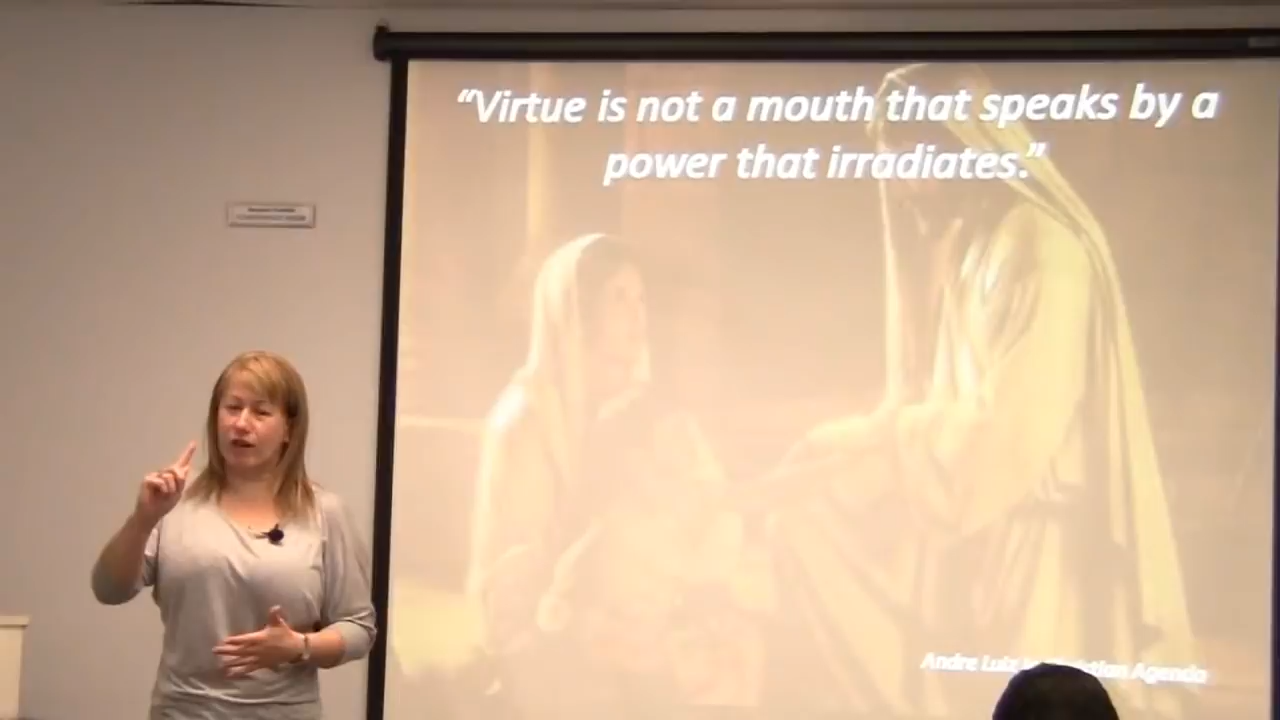 “Virtue is not a mouth that speaks by a
power that irradiates.”
Andre Luiz Agenda